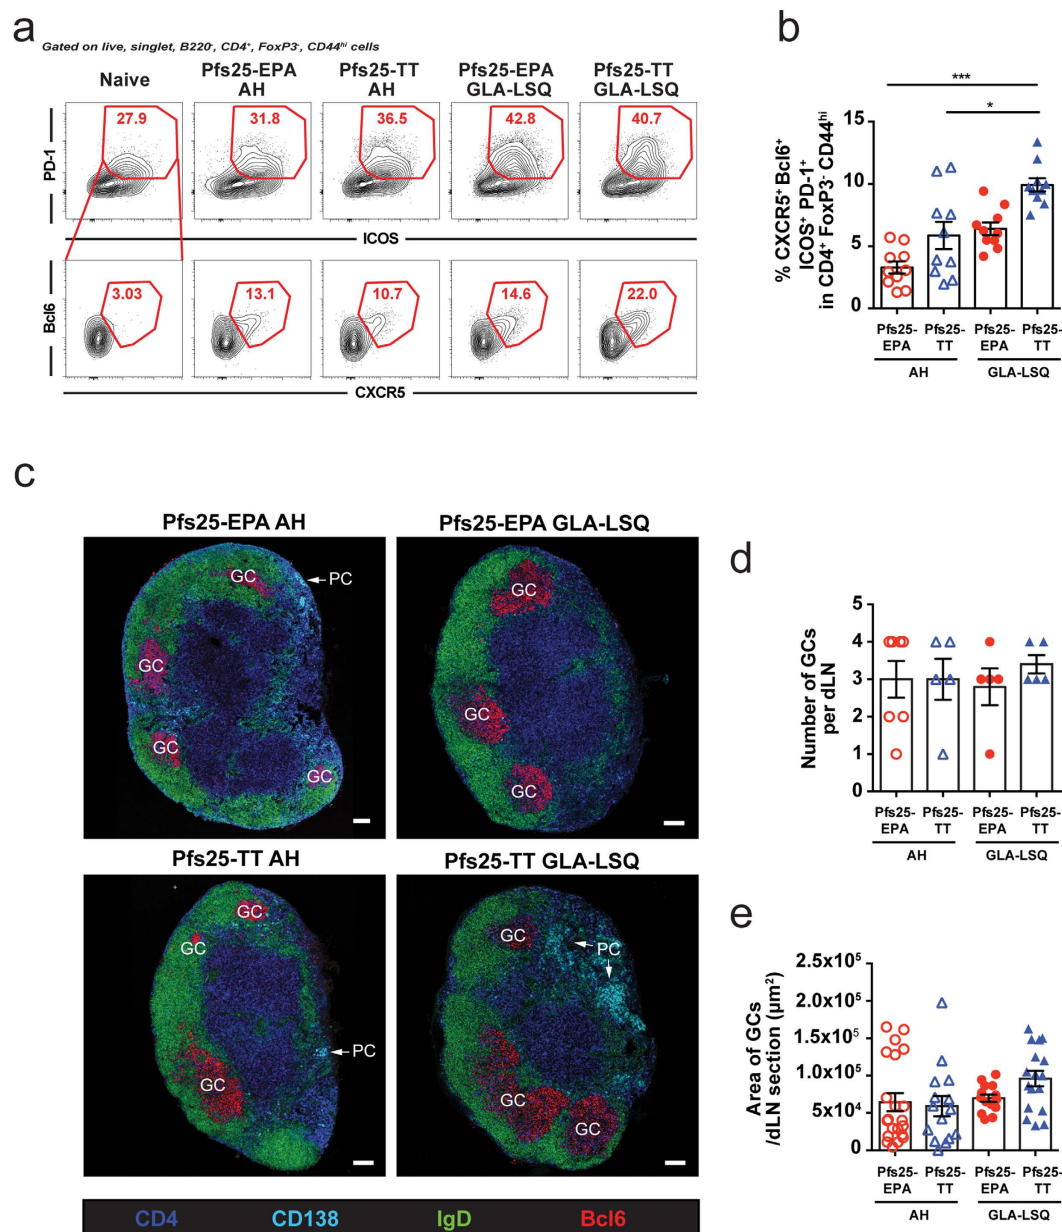 a
Gated on live, singlet, B220-, CD4+, FoxP3-, CD44hi cells
Naive
Pfs25-EPA AH
Pfs25-TT AH
Pfs25-EPA GLA-LSQ
Pfs25-TT GLA-LSQ
PD-1
27.9
31.8
36.5
42.8
40.7
ICOS
Bcl6
3.03
13.1
10.7
14.6
22.0
CXCR5
b
% CXCR5+ Bcl6+
ICOS+ PD-1+
in CD4+ FoxP3- CD44hi
***
*
15
10
5
0
Pfs25-EPA
Pfs25-TT
Pfs25-EPA
Pfs25-TT
AH
GLA-LSQ
c
Pfs25-EPA AH
GC
PC
GC
GC
GC
Pfs25-EPA GLA-LSQ
GC
GC
GC
Pfs25-TT AH
GC
GC
PC
GC
Pfs25-TT GLA-LSQ
GC
PC
GC
GC
CD4
CD138
IgD
Bcl6
d
Number of GCs
per dLN
5
4
3
2
1
0
Pfs25-EPA
Pfs25-TT
Pfs25-EPA
Pfs25-TT
AH
GLA-LSQ
e
Area of GCs
/dLN section (µm²)
2.5x10⁵
2.0x10⁵
1.5x10⁵
1.0x10⁵
5x10⁴
0
Pfs25-EPA
Pfs25-TT
Pfs25-EPA
Pfs25-TT
AH
GLA-LSQ